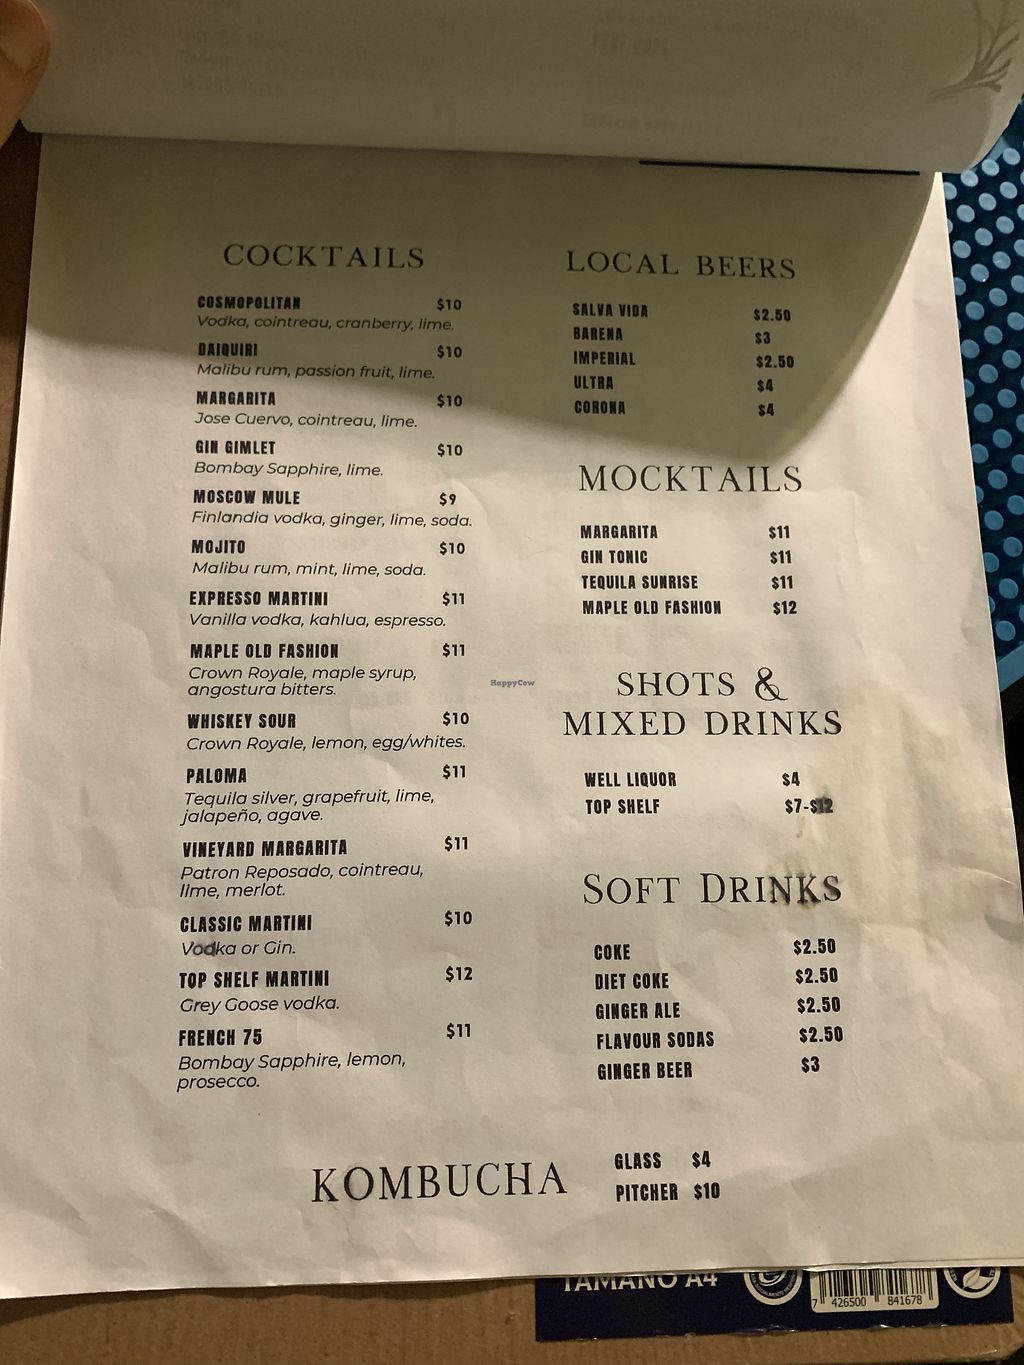 COCKTAILS
COSMOPOLITAN $10
Vodka, cointreau, cranberry, lime.
DAIQUIRI $10
Malibu rum, passion fruit, lime.
MARGARITA $10
Jose Cuervo, cointreau, lime.
GIN GIMLET $10
Bombay Sapphire, lime.
MOSCOW MULE $9
Finlandia vodka, ginger, lime, soda.
MOJITO $10
Malibu rum, mint, lime, soda.
EXPRESSO MARTINI $11
Vanilla vodka, kahlua, espresso.
MAPLE OLD FASHION $11
Crown Royale, maple syrup,
angostura bitters.
WHISKEY SOUR $10
Crown Royale, lemon, egg/whites.
PALOMA $11
Tequila silver, grapefruit, lime,
jalapeño, agave.
VINEYARD MARGARITA $11
Patron Reposado, cointreau,
lime, merlot.
CLASSIC MARTINI $10
Vodka or Gin.
TOP SHELF MARTINI $12
Grey Goose vodka.
FRENCH 75 $11
Bombay Sapphire, lemon,
prosecco.
LOCAL BEERS
SALVA VIDA $2.50
BARENA $3
IMPERIAL $2.50
ULTRA $4
CORONA $4
MOCKTAILS
MARGARITA $11
GIN TONIC $11
TEQUILA SUNRISE $11
MAPLE OLD FASHION $12
HappyCow
SHOTS &
MIXED DRINKS
WELL LIQUOR $4
TOP SHELF $7-$12
SOFT DRINKS
COKE $2.50
DIET COKE $2.50
GINGER ALE $2.50
FLAVOUR SODAS $2.50
GINGER BEER $3
KOMBUCHA
GLASS $4
PITCHER $10
TAMAÑO A4
7 426500 841678